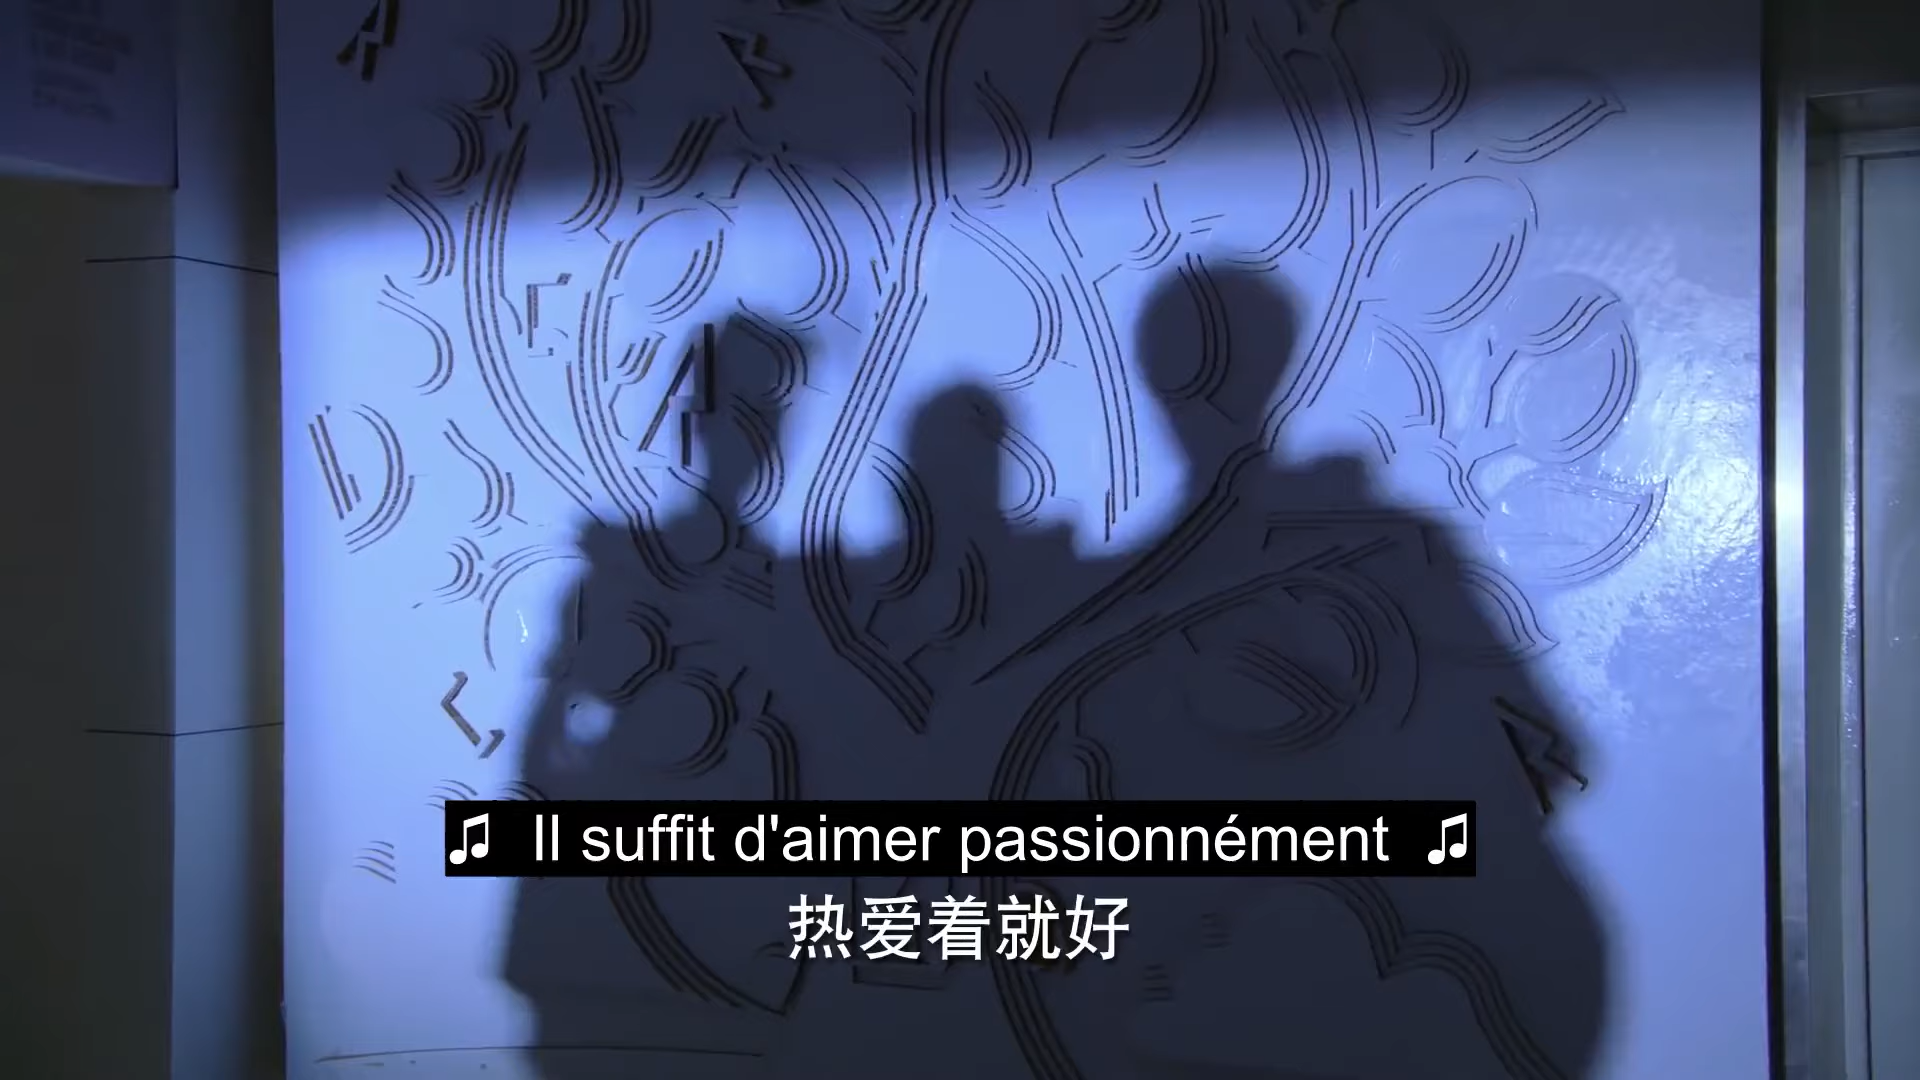 ♫ Il suffit d'aimer passionnément ♫
热爱着就好